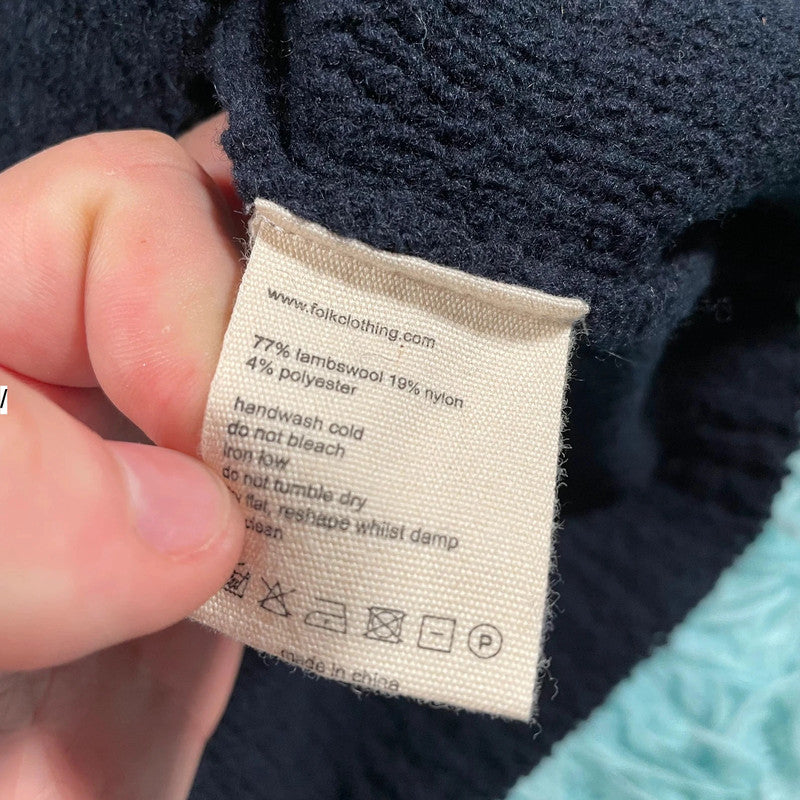 www.folkclothing.com
77% lambswool 19% nylon
4% polyester
handwash cold
do not bleach
iron low
do not tumble dry
flat, reshape whilst damp
clean
P
made in china
/